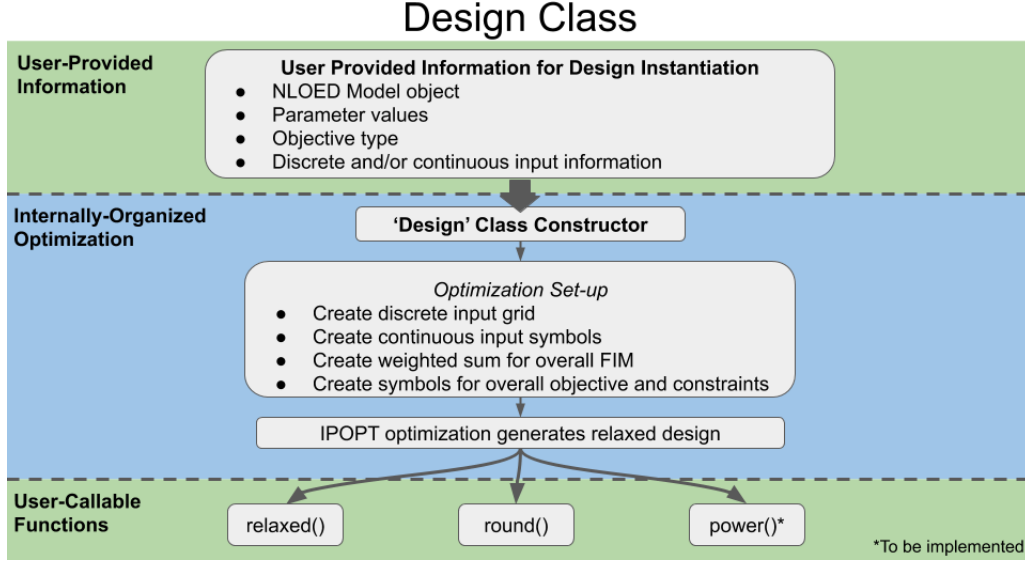 Design Class
User-Provided
Information
User Provided Information for Design Instantiation
● NLOED Model object
● Parameter values
● Objective type
● Discrete and/or continuous input information
Internally-Organized
Optimization
‘Design’ Class Constructor
Optimization Set-up
● Create discrete input grid
● Create continuous input symbols
● Create weighted sum for overall FIM
● Create symbols for overall objective and constraints
IPOPT optimization generates relaxed design
User-Callable
Functions
relaxed()
round()
power()*
*To be implemented